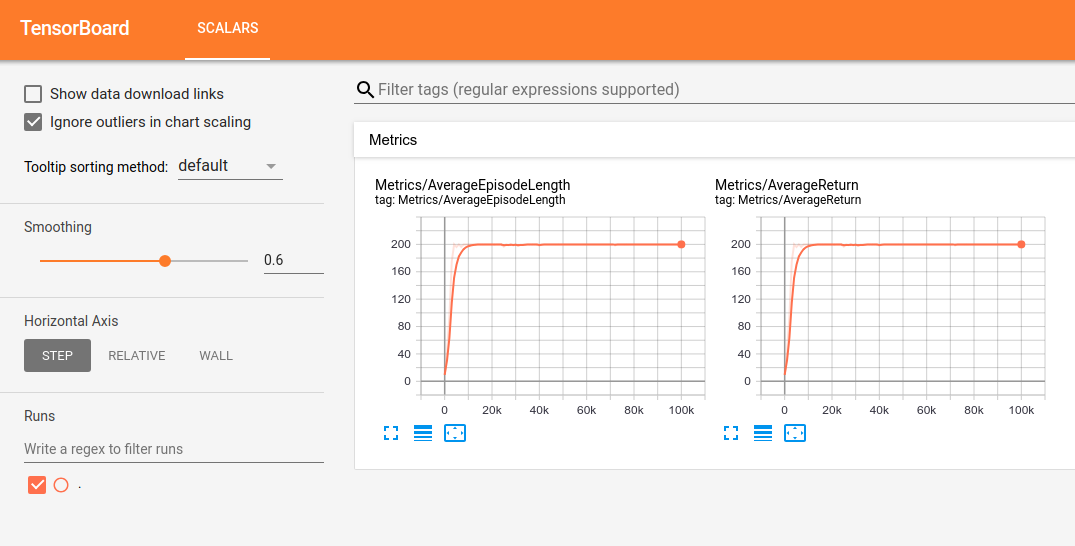 TensorBoard SCALARS
Show data download links
Ignore outliers in chart scaling
Tooltip sorting method: default
Smoothing
0.6
Horizontal Axis
STEP RELATIVE WALL
Runs
Write a regex to filter runs
.
Filter tags (regular expressions supported)
Metrics
Metrics/AverageEpisodeLength
tag: Metrics/AverageEpisodeLength
200
160
120
80
40
0
0 20k 40k 60k 80k 100k
Metrics/AverageReturn
tag: Metrics/AverageReturn
200
160
120
80
40
0
0 20k 40k 60k 80k 100k